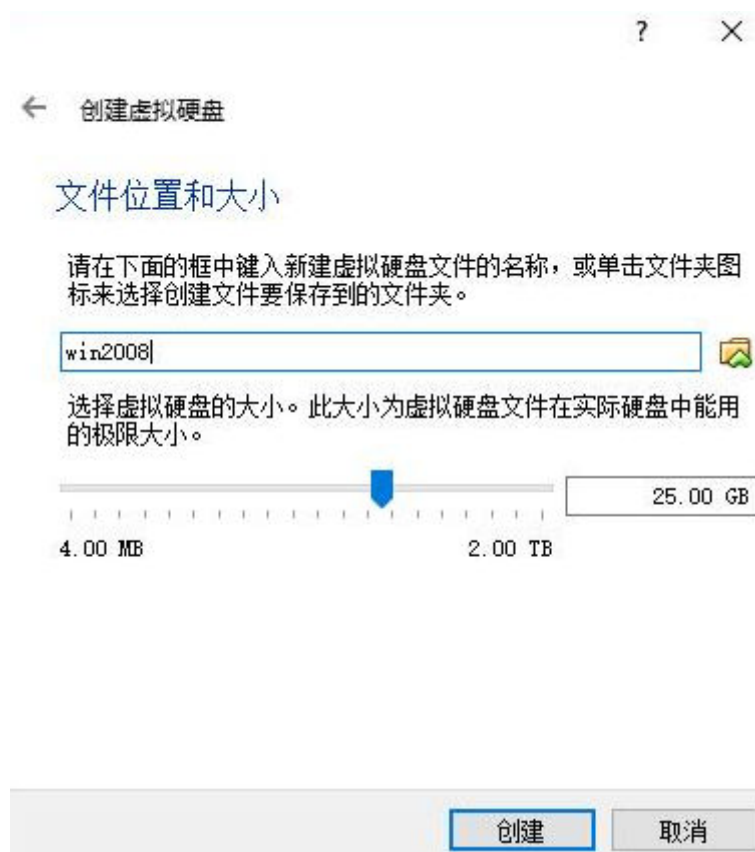 ?
创建虚拟硬盘
文件位置和大小
请在下面的框中键入新建虚拟硬盘文件的名称，或单击文件夹图
标来选择创建文件要保存到的文件夹。
win2008
选择虚拟硬盘的大小。此大小为虚拟硬盘文件在实际硬盘中能用
的极限大小。
25.00 GB
4.00 MB 2.00 TB
创建 取消